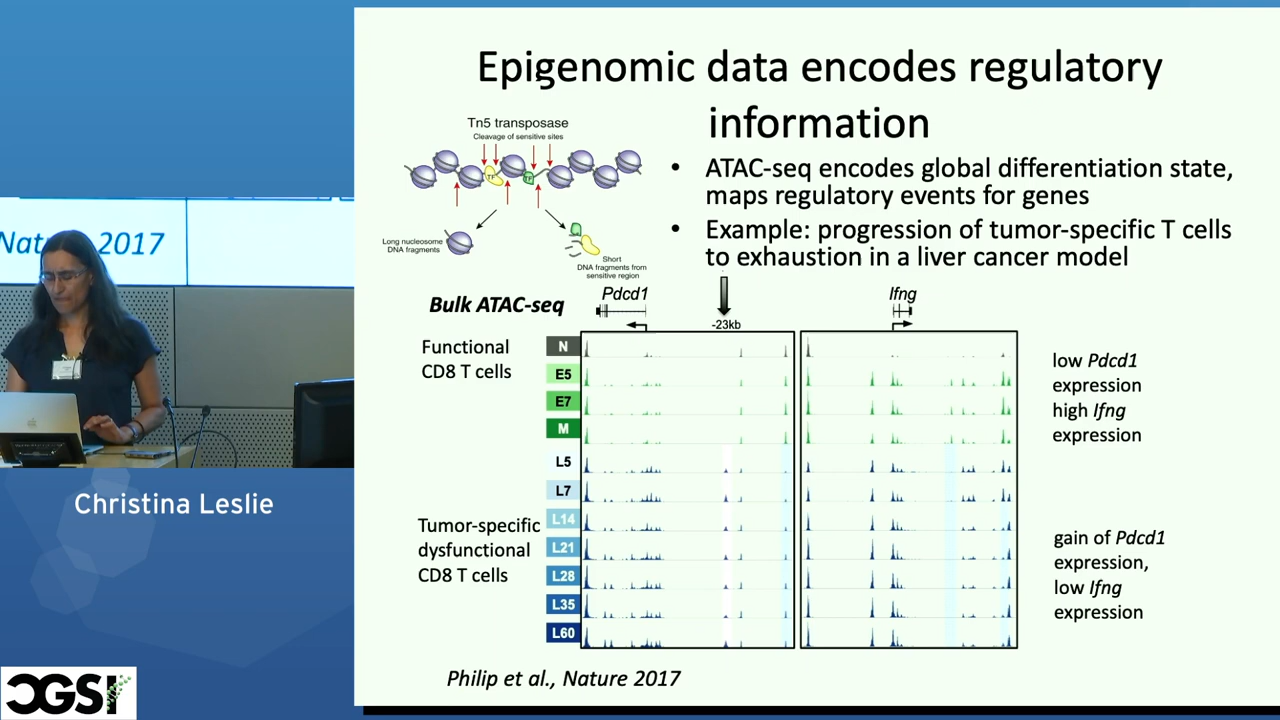 Epigenomic data encodes regulatory
information
Tn5 transposase
Cleavage of sensitive sites
TF
TF
Long nucleosome
DNA fragments
Short
DNA fragments from
sensitive region
• ATAC-seq encodes global differentiation state,
maps regulatory events for genes
• Example: progression of tumor-specific T cells
to exhaustion in a liver cancer model
Bulk ATAC-seq
Pdcd1
-23kb
Ifng
Functional
CD8 T cells
N
E5
E7
M
low Pdcd1
expression
high Ifng
expression
Tumor-specific
dysfunctional
CD8 T cells
L5
L7
L14
L21
L28
L35
L60
gain of Pdcd1
expression,
low Ifng
expression
Philip et al., Nature 2017
Nature 2017
Christina Leslie
CGSI